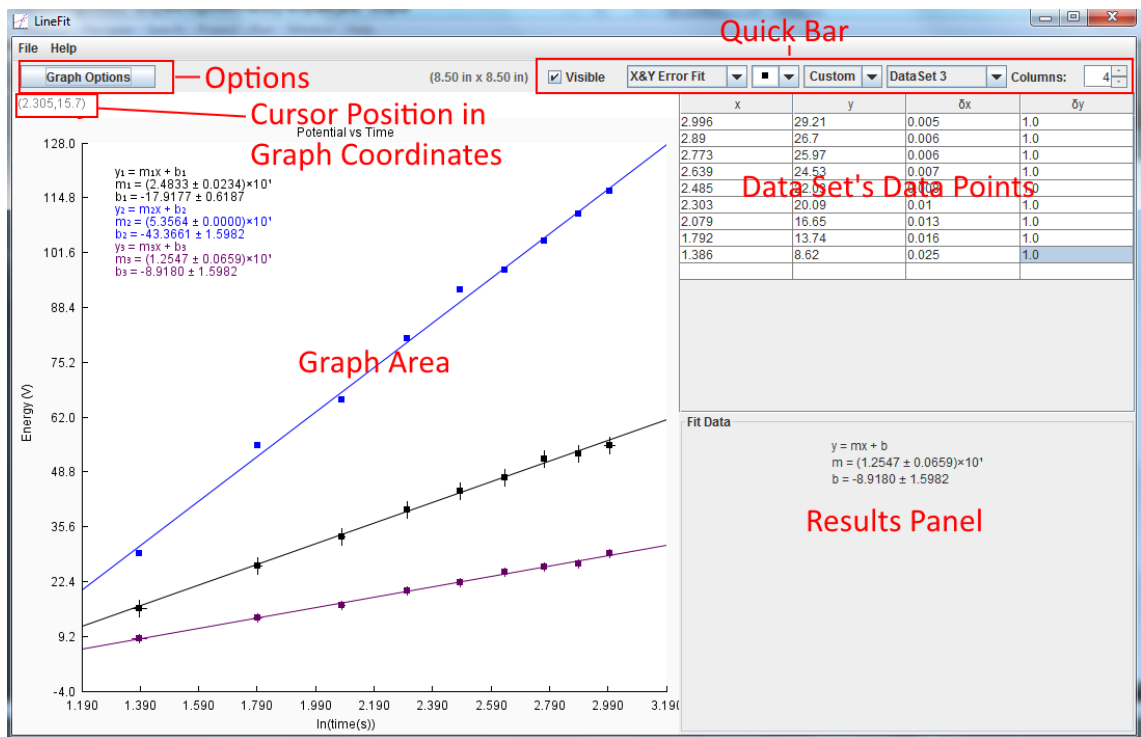 LineFit
File Help
Graph Options
Options
(8.50 in x 8.50 in)
Quick Bar
Visible
X&Y Error Fit
Custom
DataSet 3
Columns:
4
(2.305,15.7)
Cursor Position in
Graph Coordinates
Potential vs Time
y₁ = m₁x + b₁
m₁ = (2.4833 ± 0.0234)×10¹
b₁ = -17.9177 ± 0.6187
y₂ = m₂x + b₂
m₂ = (5.3564 ± 0.0000)×10¹
b₂ = -43.3661 ± 1.5982
y₃ = m₃x + b₃
m₃ = (1.2547 ± 0.0659)×10¹
b₃ = -8.9180 ± 1.5982
Graph Area
128.0
114.8
101.6
88.4
75.2
62.0
48.8
35.6
22.4
9.2
-4.0
Energy (V)
1.190 1.390 1.590 1.790 1.990 2.190 2.390 2.590 2.790 2.990 3.190
ln(time(s))
x y δx δy
2.996 29.21 0.005 1.0
2.89 26.7 0.006 1.0
2.773 25.97 0.006 1.0
2.639 24.53 0.007 1.0
2.485 1.0
2.303 20.09 0.01 1.0
2.079 16.65 0.013 1.0
1.792 13.74 0.016 1.0
1.386 8.62 0.025 1.0
Data Set's Data Points
Fit Data
y = mx + b
m = (1.2547 ± 0.0659)×10¹
b = -8.9180 ± 1.5982
Results Panel